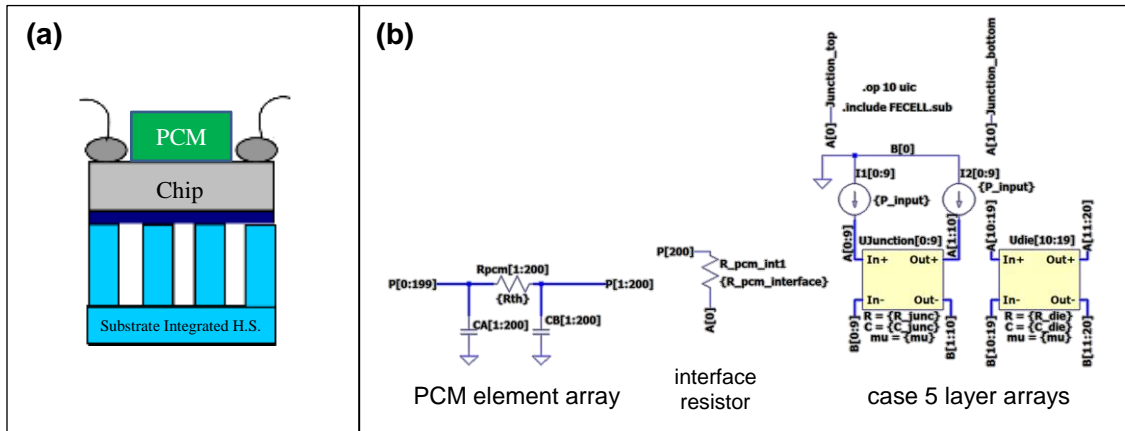 (a)
PCM
Chip
Substrate Integrated H.S.
(b)
P[0:199]
Rpcm[1:200]
{Rth}
P[1:200]
CA[1:200]
CB[1:200]
PCM element array
P[200]
R_pcm_int1
{R_pcm_interface}
A[0]
interface
resistor
A[0] Junction_top
.op 10 uic
.include FECELL.sub
A[10] Junction_bottom
B[0]
I1[0:9]
{P_input}
I2[0:9]
{P_input}
A[0:9]
A[1:10]
UJunction[0:9]
In+
Out+
In-
Out-
B[0:9]
R = {R_junc}
C = {C_junc}
mu = {mu}
B[1:10]
A[10:19]
A[11:20]
Udie[10:19]
In+
Out+
In-
Out-
B[10:19]
R = {R_die}
C = {C_die}
mu = {mu}
B[11:20]
case 5 layer arrays